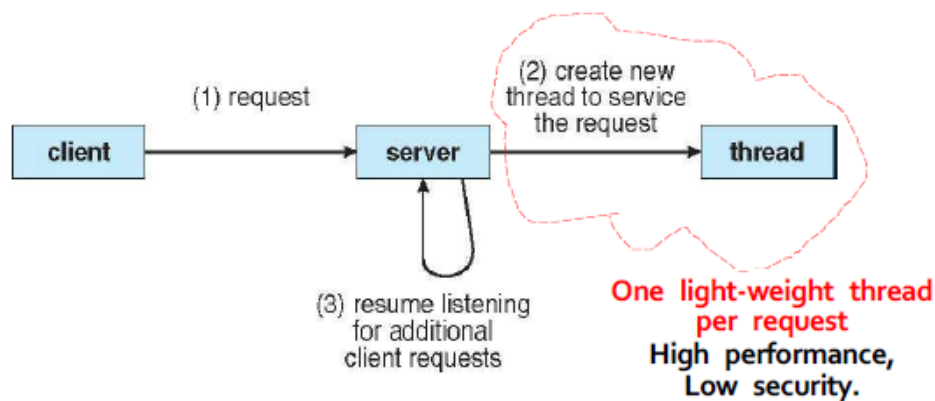 (1) request
(2) create new
thread to service
the request
client
server
thread
(3) resume listening
for additional
client requests
One light-weight thread
per request
High performance,
Low security.